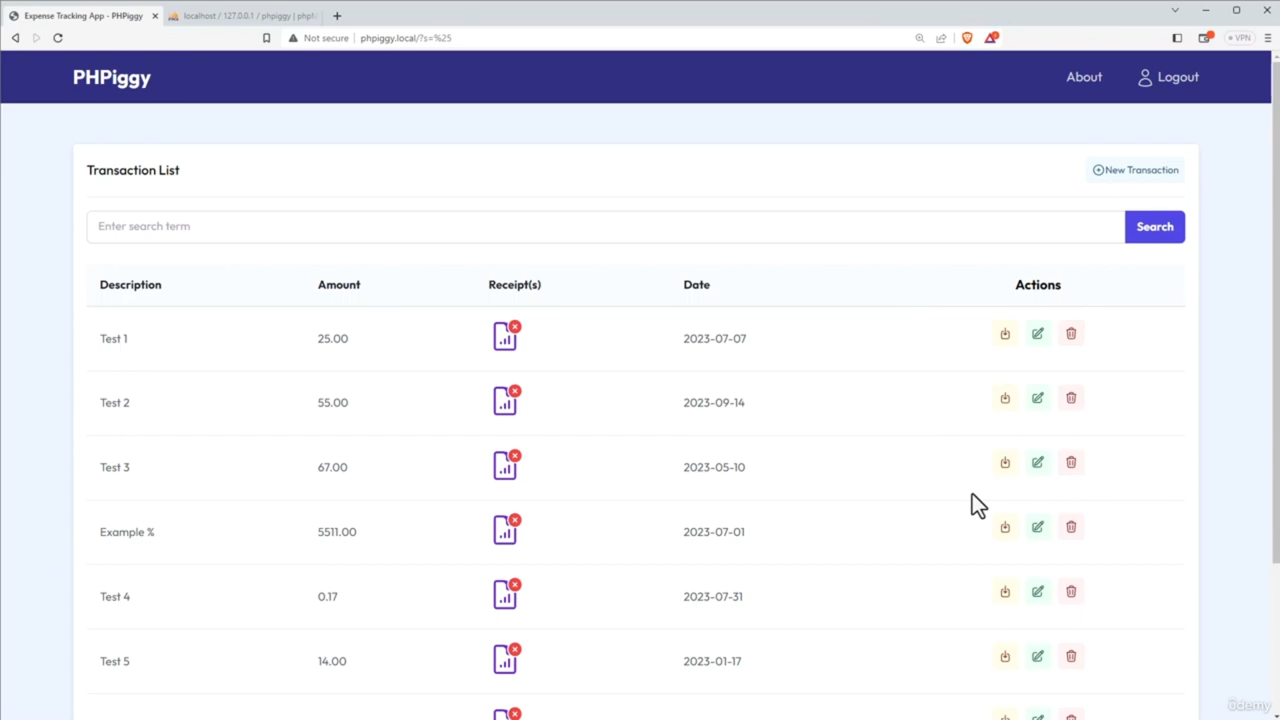 Expense Tracking App - PHPiggy
localhost / 127.0.0.1 / phpiggy | php
Not secure phpiggy.local/?s=%25
VPN
PHPiggy
About
Logout
Transaction List
New Transaction
Enter search term
Search
Description Amount Receipt(s) Date Actions
Test 1 25.00 2023-07-07
Test 2 55.00 2023-09-14
Test 3 67.00 2023-05-10
Example % 5511.00 2023-07-01
Test 4 0.17 2023-07-31
Test 5 14.00 2023-01-17
ûdemy